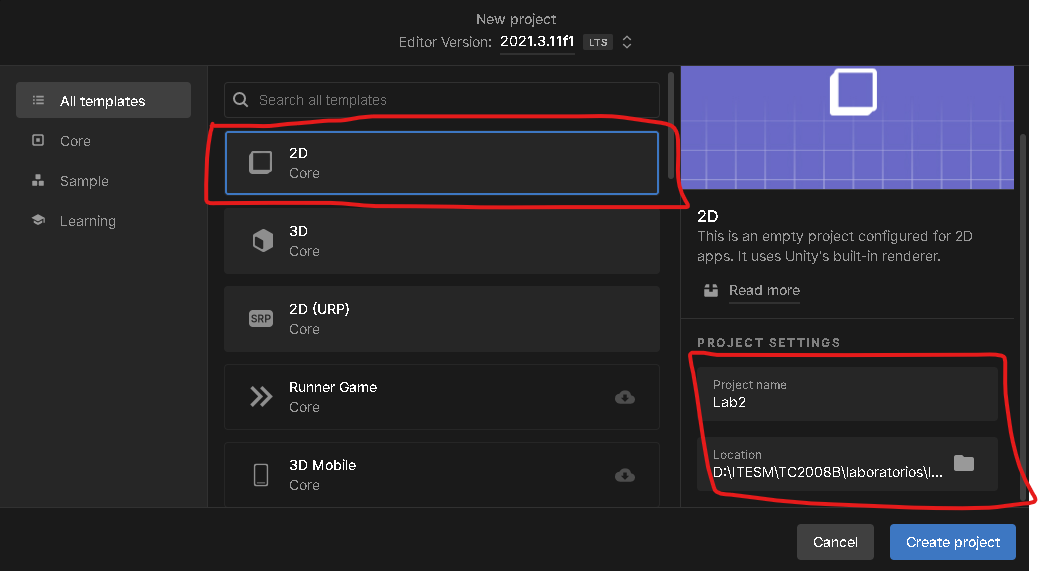 New project
Editor Version: 2021.3.11f1 LTS
All templates
Core
Sample
Learning
Search all templates
2D
Core
3D
Core
2D (URP)
SRP
Core
Runner Game
Core
3D Mobile
Core
2D
This is an empty project configured for 2D
apps. It uses Unity's built-in renderer.
Read more
PROJECT SETTINGS
Project name
Lab2
Location
D:\ITESM\TC2008B\laboratorios\l...
Cancel
Create project